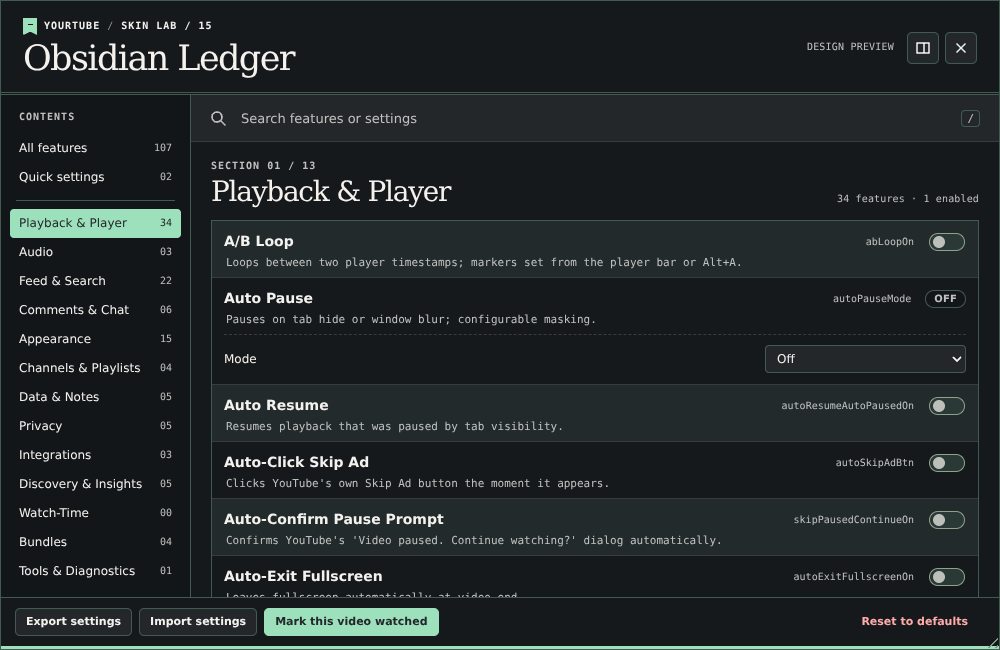 YOURTUBE / SKIN LAB / 15
Obsidian Ledger
DESIGN PREVIEW
CONTENTS
All features 107
Quick settings 02
Playback & Player 34
Audio 03
Feed & Search 22
Comments & Chat 06
Appearance 15
Channels & Playlists 04
Data & Notes 05
Privacy 05
Integrations 03
Discovery & Insights 05
Watch-Time 00
Bundles 04
Tools & Diagnostics 01
Search features or settings /
SECTION 01 / 13
Playback & Player
34 features · 1 enabled
A/B Loop abLoopOn
Loops between two player timestamps; markers set from the player bar or Alt+A.
Auto Pause autoPauseMode OFF
Pauses on tab hide or window blur; configurable masking.
Mode Off
Auto Resume autoResumeAutoPausedOn
Resumes playback that was paused by tab visibility.
Auto-Click Skip Ad autoSkipAdBtn
Clicks YouTube's own Skip Ad button the moment it appears.
Auto-Confirm Pause Prompt skipPausedContinueOn
Confirms YouTube's 'Video paused. Continue watching?' dialog automatically.
Auto-Exit Fullscreen autoExitFullscreenOn
Leaves fullscreen automatically at video end.
Export settings Import settings Mark this video watched Reset to defaults